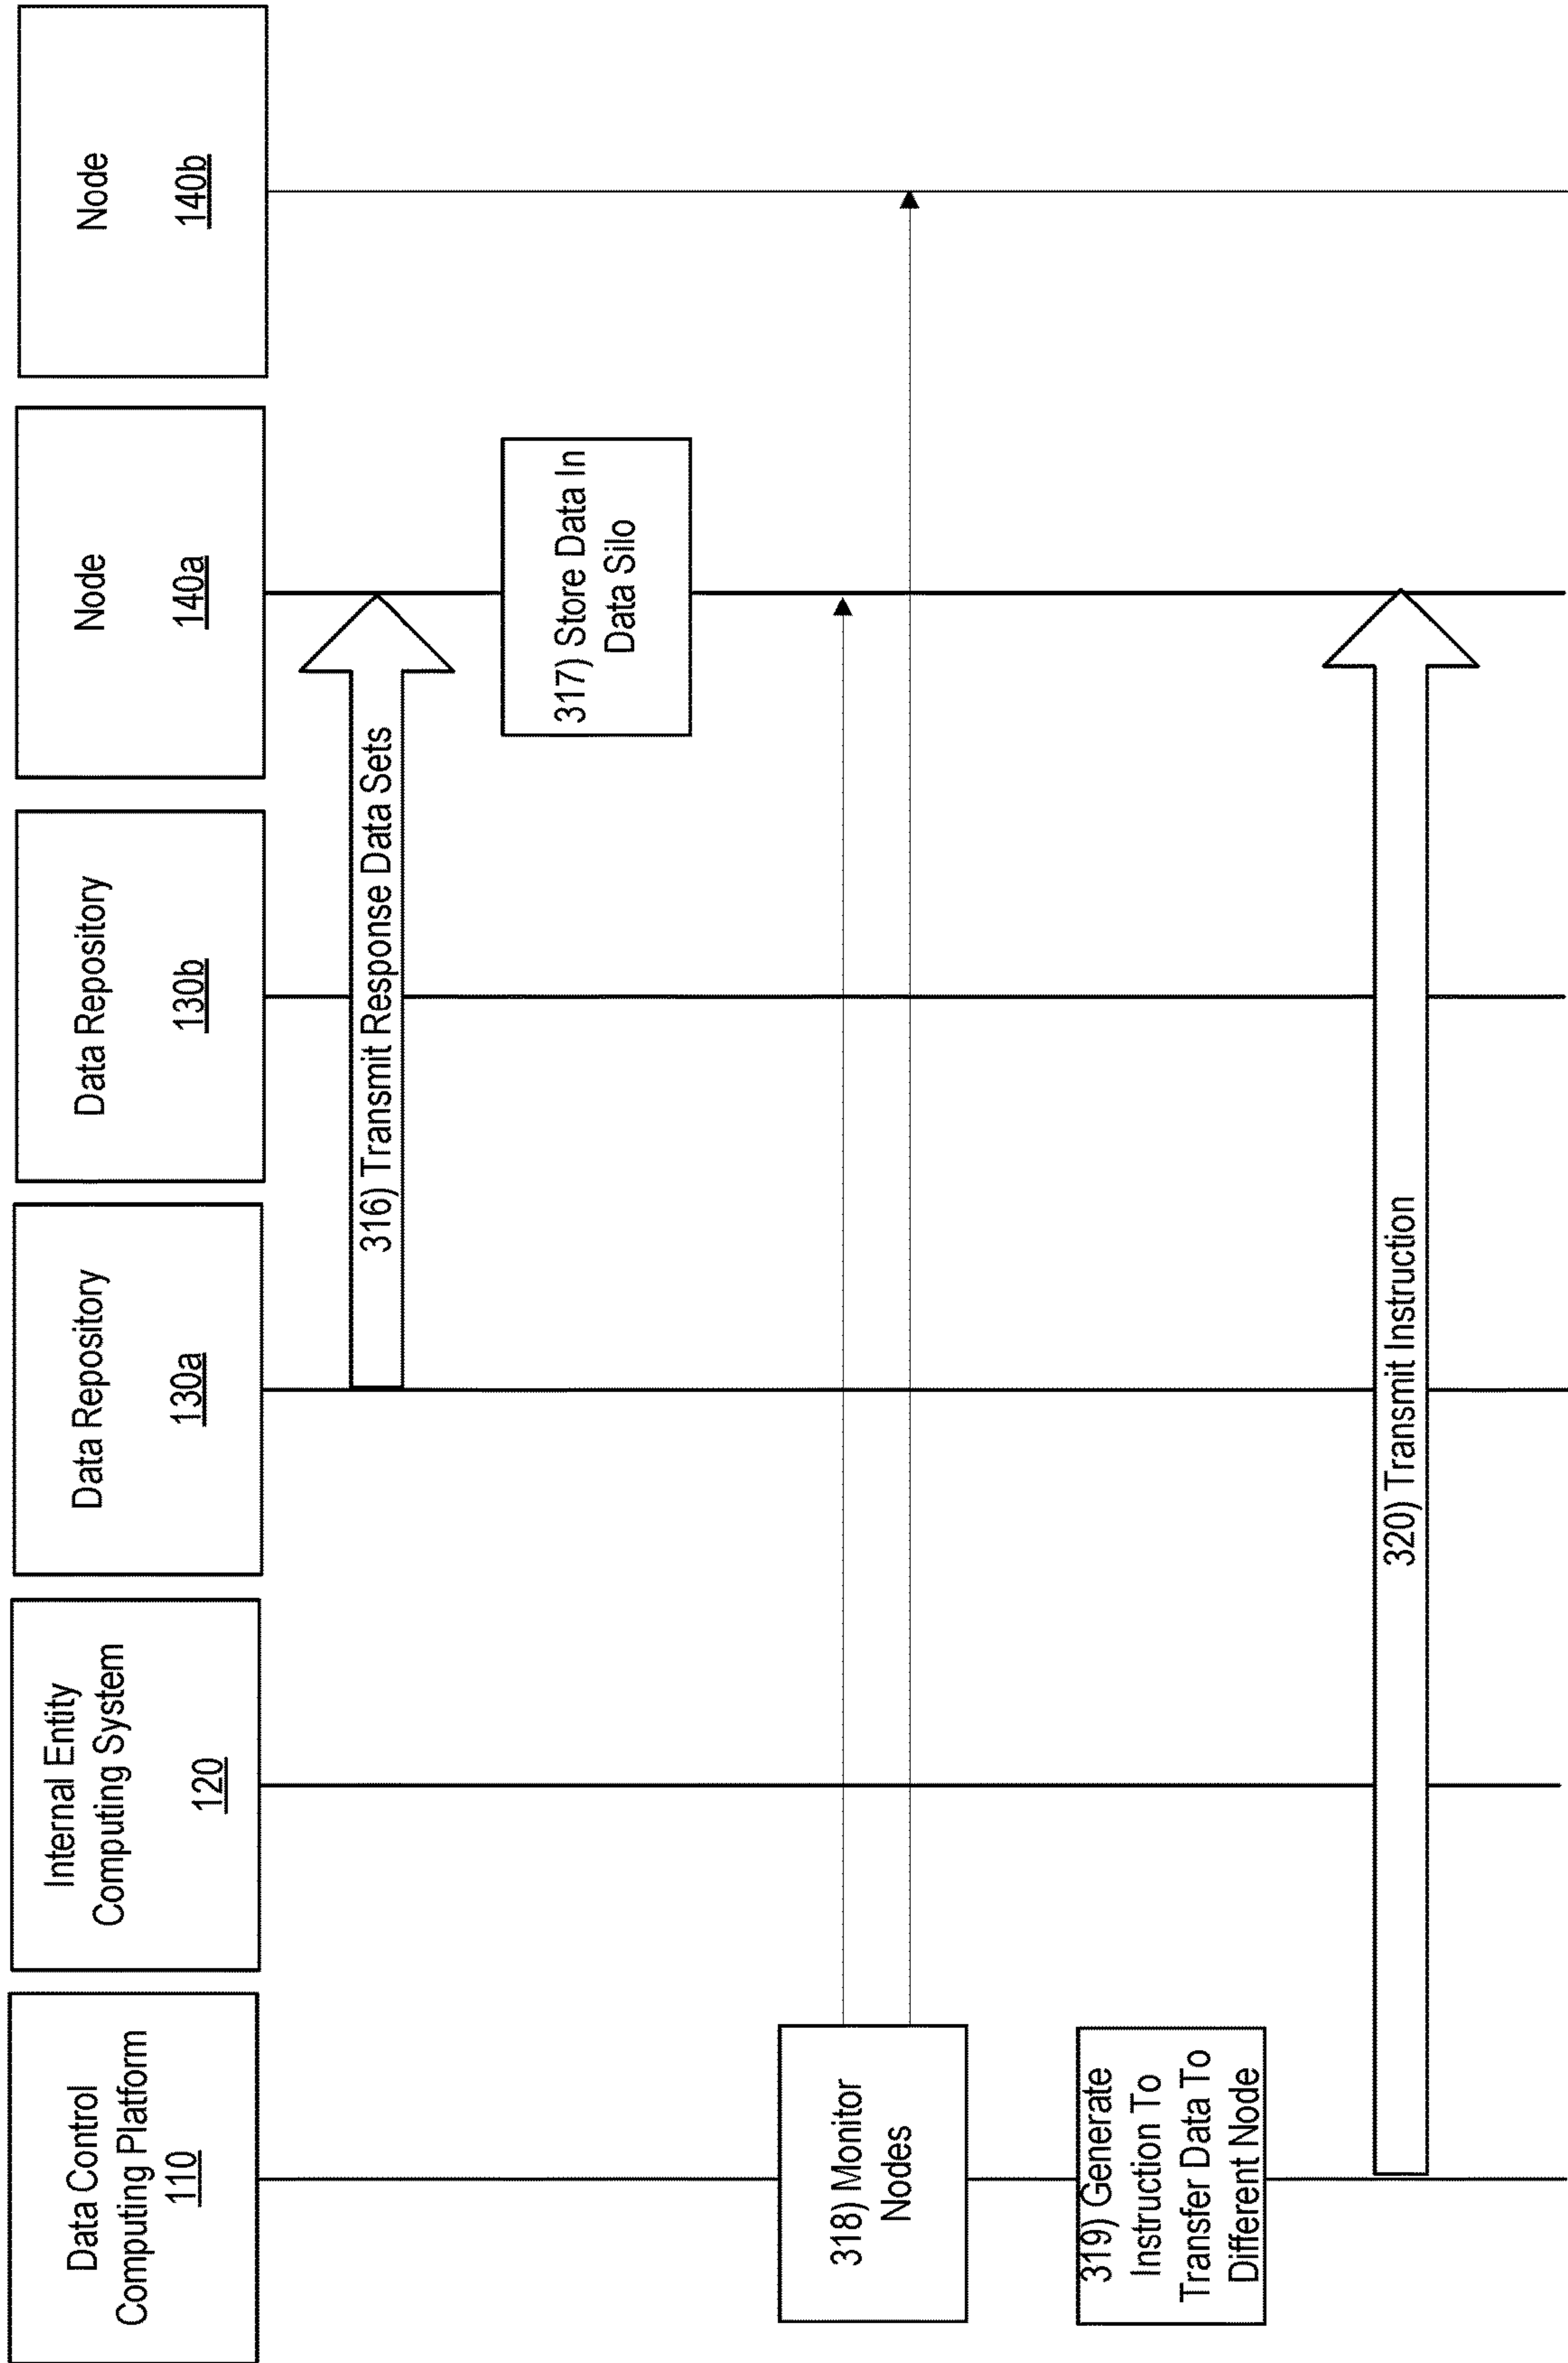 Data Control
Computing Platform
110
Internal Entity
Computing System
120
Data Repository
130a
Data Repository
130b
Node
140a
Node
140b
316) Transmit Response Data Sets
317) Store Data In
Data Silo
318) Monitor
Nodes
319) Generate
Instruction To
Transfer Data To
Different Node
320) Transmit Instruction